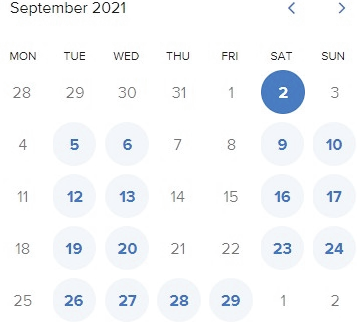 September 2021 < >
MON TUE WED THU FRI SAT SUN
28 29 30 31 1 2 3
4 5 6 7 8 9 10
11 12 13 14 15 16 17
18 19 20 21 22 23 24
25 26 27 28 29 1 2